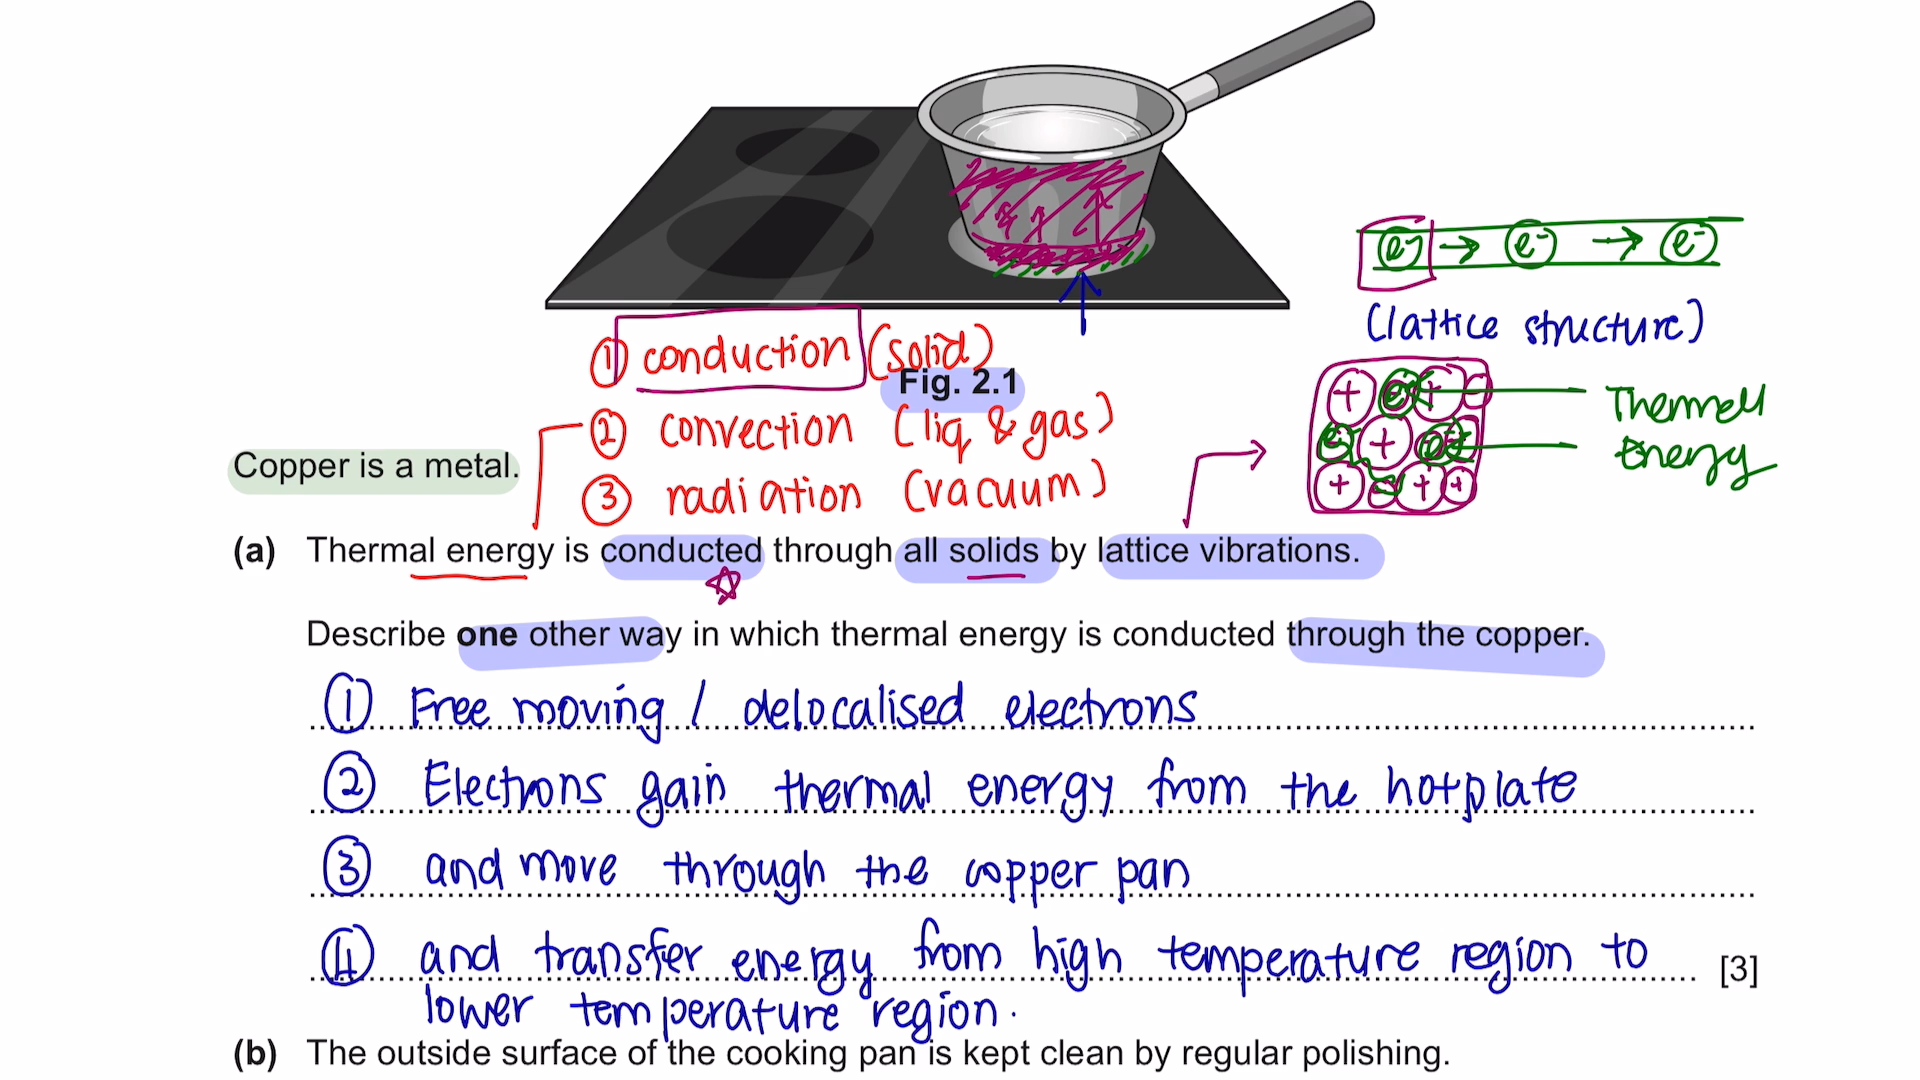 e- → e- → e-
(lattice structure)
① conduction (solid)
Fig. 2.1
② convection (liq & gas)
③ radiation (vacuum)
+ e- +
e- + e-
+ + +
Thermal
Energy
Copper is a metal.
(a) Thermal energy is conducted through all solids by lattice vibrations.
Describe one other way in which thermal energy is conducted through the copper.
① Free moving / delocalised electrons
② Electrons gain thermal energy from the hotplate
③ and move through the copper pan
④ and transfer energy from high temperature region to [3]
lower temperature region.
(b) The outside surface of the cooking pan is kept clean by regular polishing.